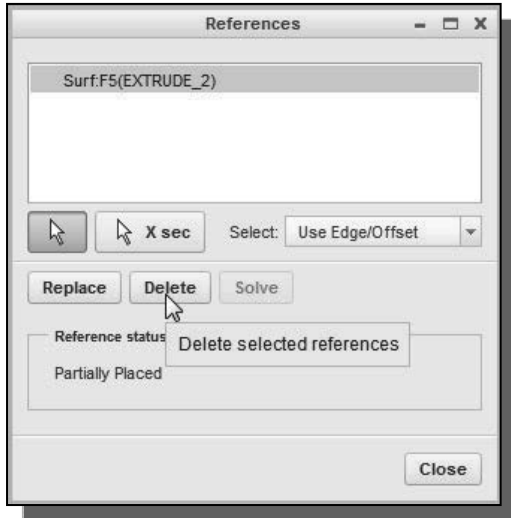 References
Surf:F5(EXTRUDE_2)
X sec Select: Use Edge/Offset
Replace Delete Solve
Reference status
Delete selected references
Partially Placed
Close